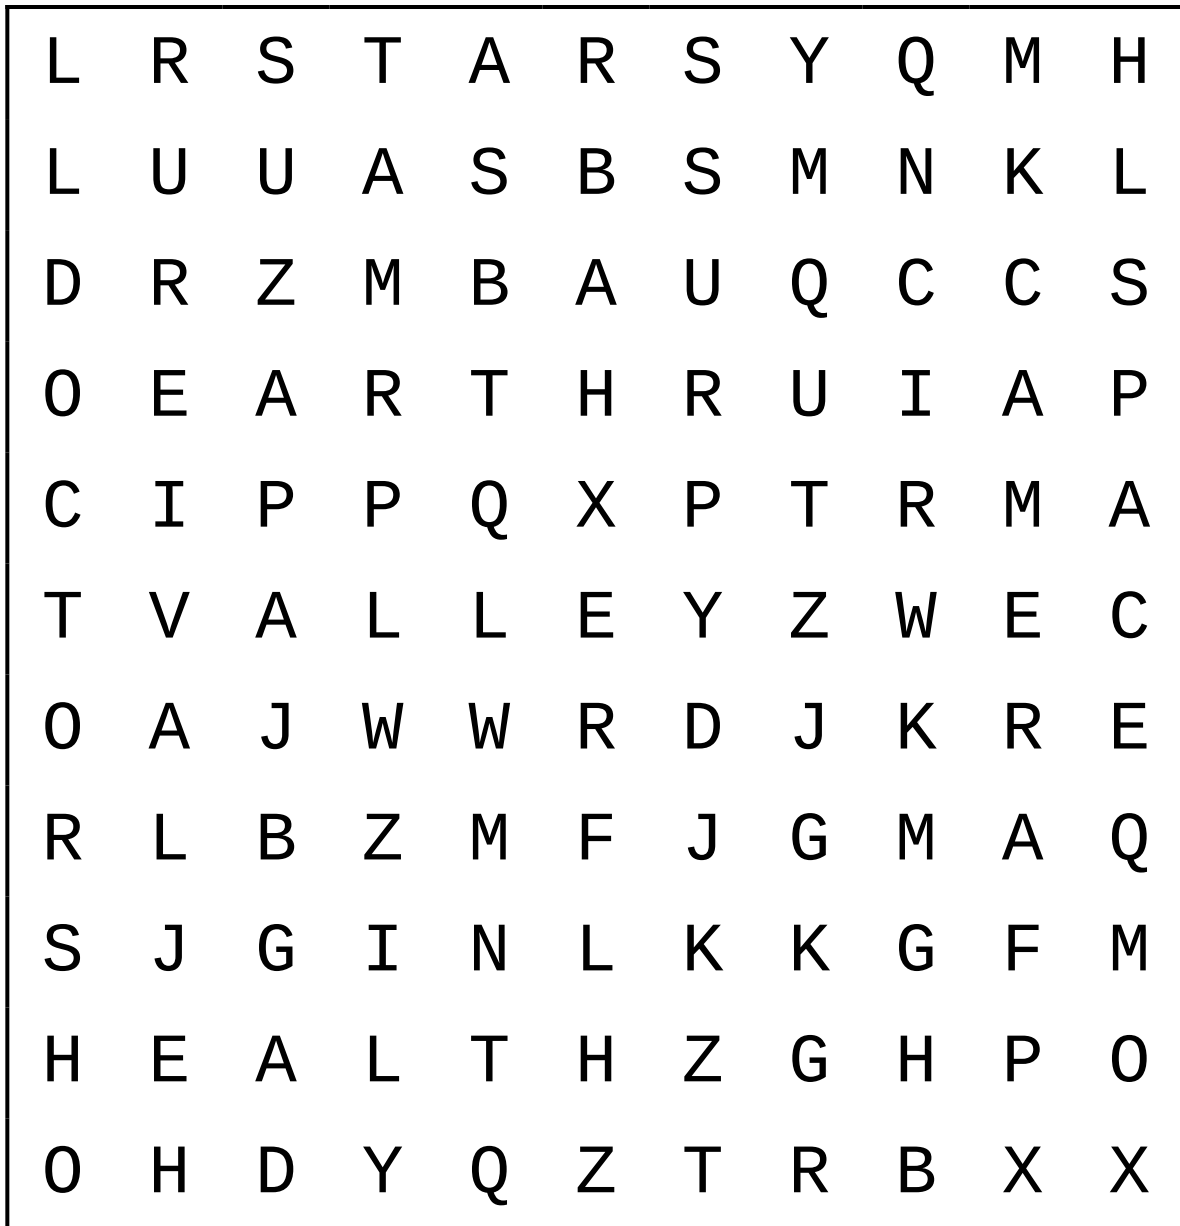 L R S T A R S Y Q M H
L U U A S B S M N K L
D R Z M B A U Q C C S
O E A R T H R U I A P
C I P P Q X P T R M A
T V A L L E Y Z W E C
O A J W W R D J K R E
R L B Z M F J G M A Q
S J G I N L K K G F M
H E A L T H Z G H P O
O H D Y Q Z T R B X X